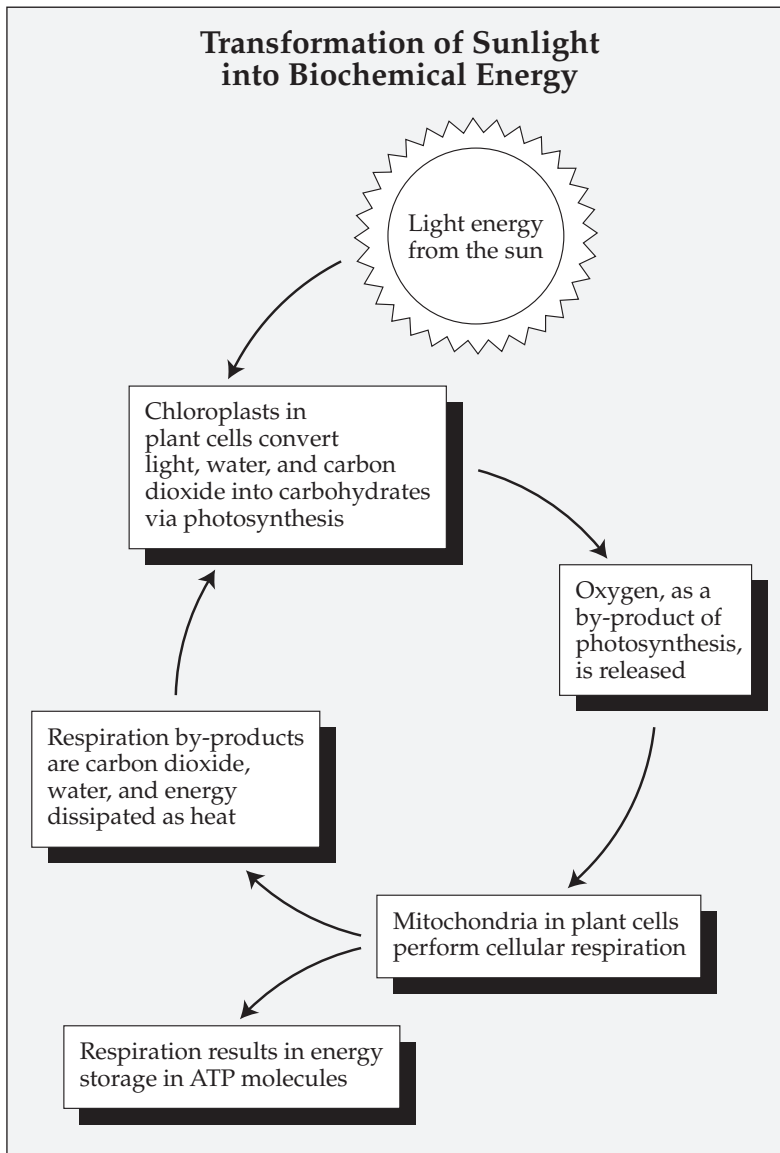 Transformation of Sunlight
into Biochemical Energy
Light energy
from the sun
Chloroplasts in
plant cells convert
light, water, and carbon
dioxide into carbohydrates
via photosynthesis
Oxygen, as a
by-product of
photosynthesis,
is released
Respiration by-products
are carbon dioxide,
water, and energy
dissipated as heat
Mitochondria in plant cells
perform cellular respiration
Respiration results in energy
storage in ATP molecules